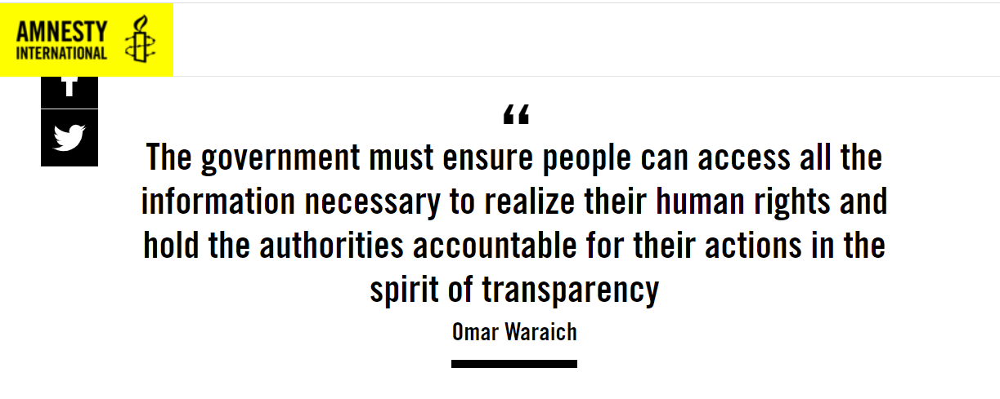 AMNESTY
INTERNATIONAL
“
The government must ensure people can access all the
information necessary to realize their human rights and
hold the authorities accountable for their actions in the
spirit of transparency
Omar Waraich